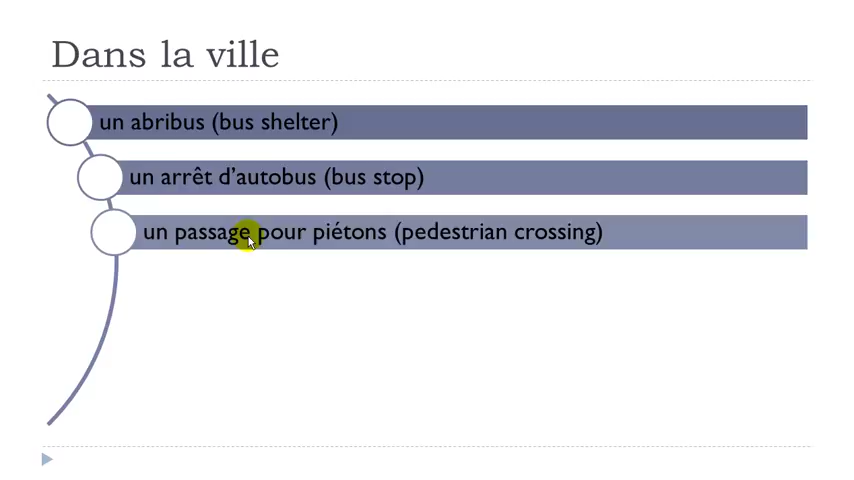 Dans la ville
un abribus (bus shelter)
un arrêt d’autobus (bus stop)
un passage pour piétons (pedestrian crossing)